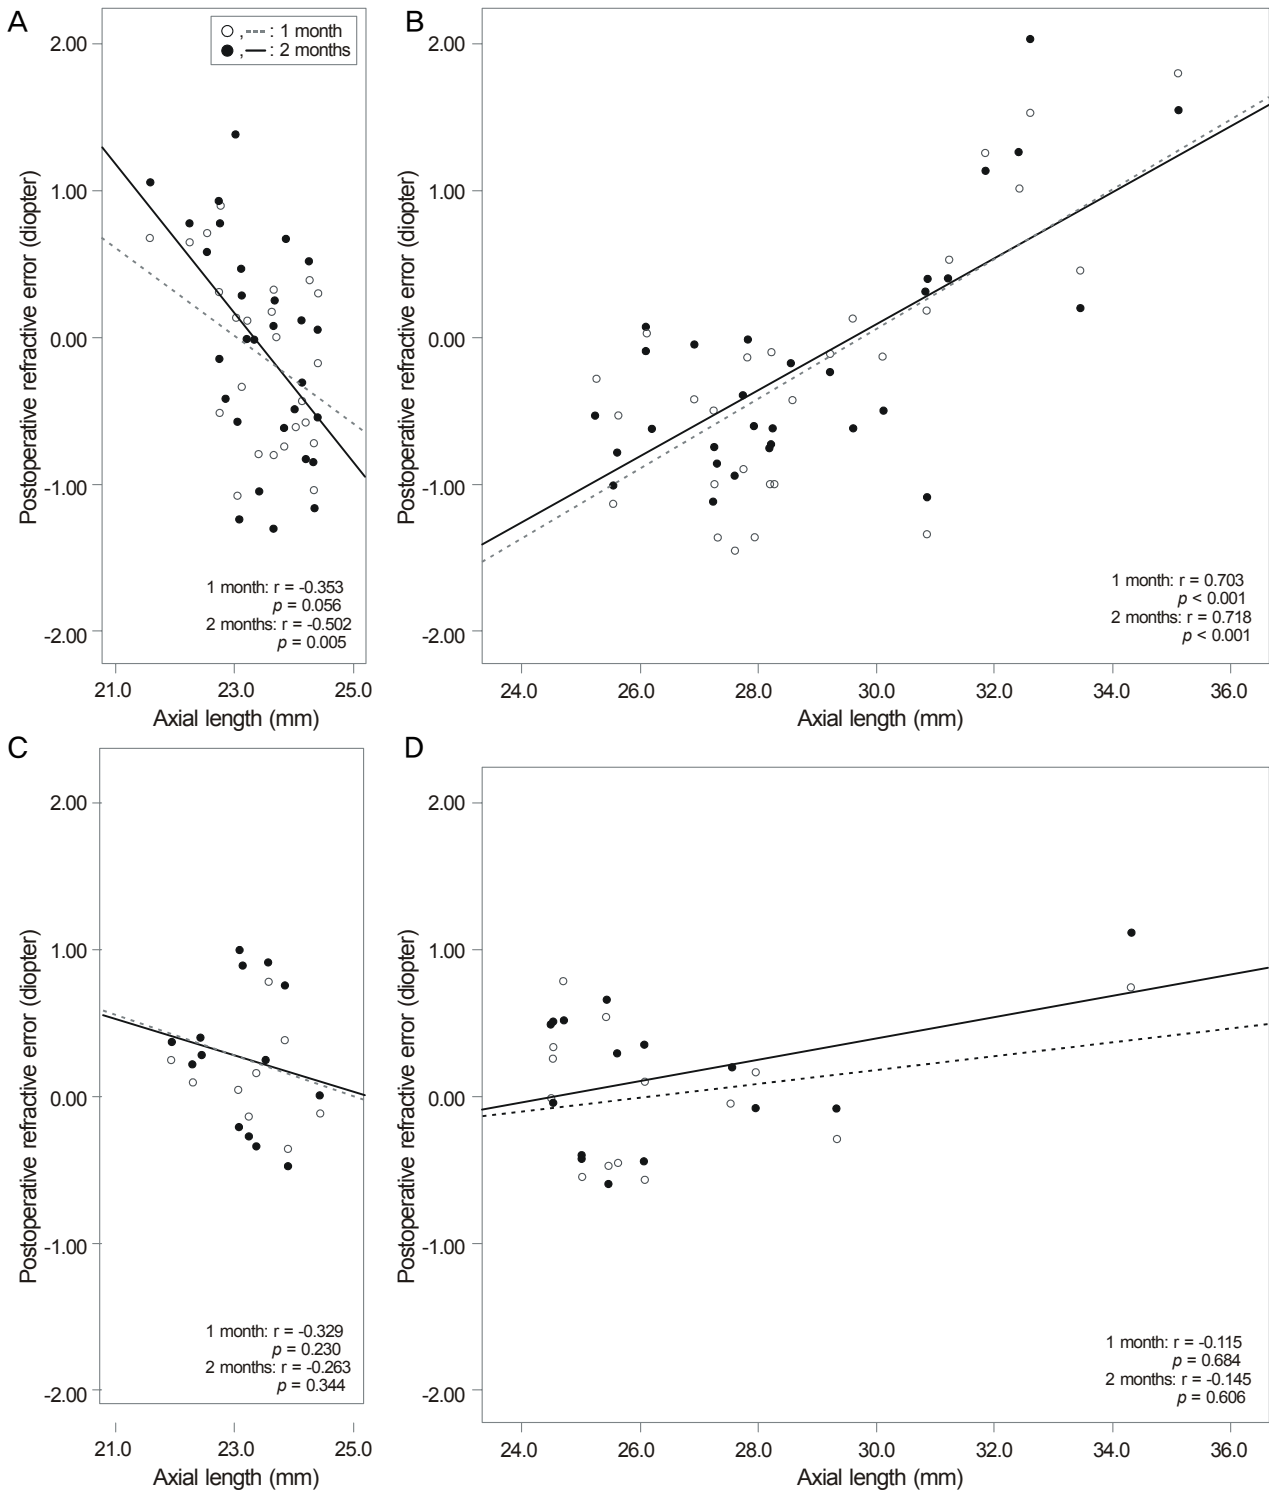 A
, : 1 month
, : 2 months
Postoperative refractive error (diopter)
2.00
1.00
0.00
-1.00
-2.00
1 month: r = -0.353
p = 0.056
2 months: r = -0.502
p = 0.005
21.0 23.0 25.0
Axial length (mm)
B
Postoperative refractive error (diopter)
2.00
1.00
0.00
-1.00
-2.00
1 month: r = 0.703
p < 0.001
2 months: r = 0.718
p < 0.001
24.0 26.0 28.0 30.0 32.0 34.0 36.0
Axial length (mm)
C
Postoperative refractive error (diopter)
2.00
1.00
0.00
-1.00
-2.00
1 month: r = -0.329
p = 0.230
2 months: r = -0.263
p = 0.344
21.0 23.0 25.0
Axial length (mm)
D
Postoperative refractive error (diopter)
2.00
1.00
0.00
-1.00
-2.00
1 month: r = -0.115
p = 0.684
2 months: r = -0.145
p = 0.606
24.0 26.0 28.0 30.0 32.0 34.0 36.0
Axial length (mm)